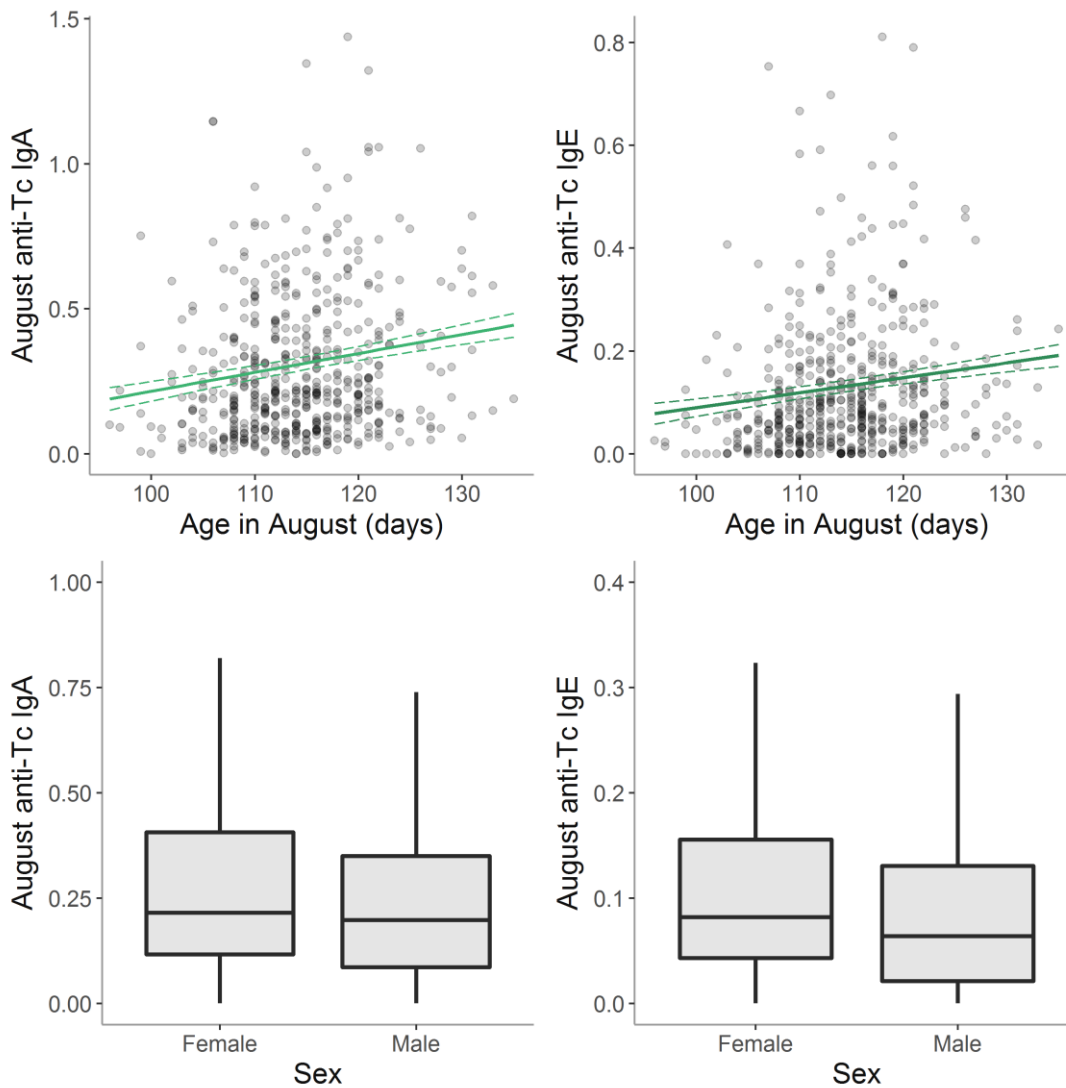 August anti-Tc IgA
1.5
1.0
0.5
0.0
100 110 120 130
Age in August (days)
August anti-Tc IgE
0.8
0.6
0.4
0.2
0.0
100 110 120 130
Age in August (days)
August anti-Tc IgA
1.00
0.75
0.50
0.25
0.00
Female Male
Sex
August anti-Tc IgE
0.4
0.3
0.2
0.1
0.0
Female Male
Sex